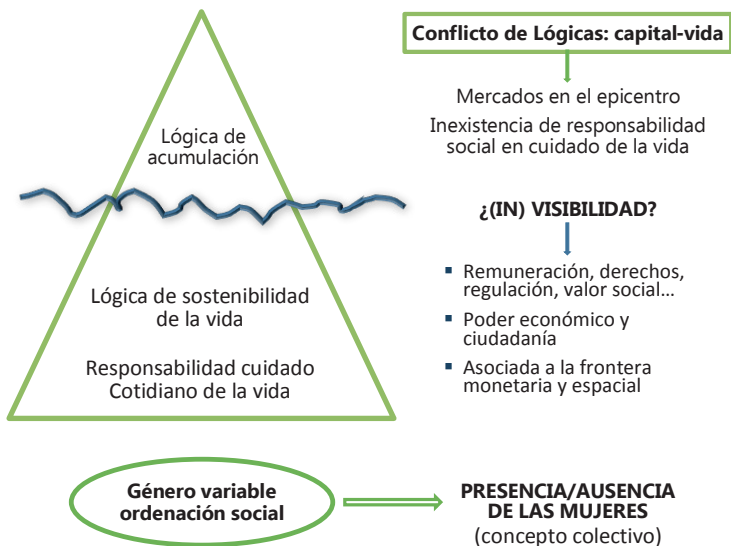 Lógica de
acumulación
Lógica de sostenibilidad
de la vida
Responsabilidad cuidado
Cotidiano de la vida
Conflicto de Lógicas: capital-vida
Mercados en el epicentro
Inexistencia de responsabilidad
social en cuidado de la vida
¿(IN) VISIBILIDAD?
▪ Remuneración, derechos,
regulación, valor social...
▪ Poder económico y
ciudadanía
▪ Asociada a la frontera
monetaria y espacial
Género variable
ordenación social
PRESENCIA/AUSENCIA
DE LAS MUJERES
(concepto colectivo)